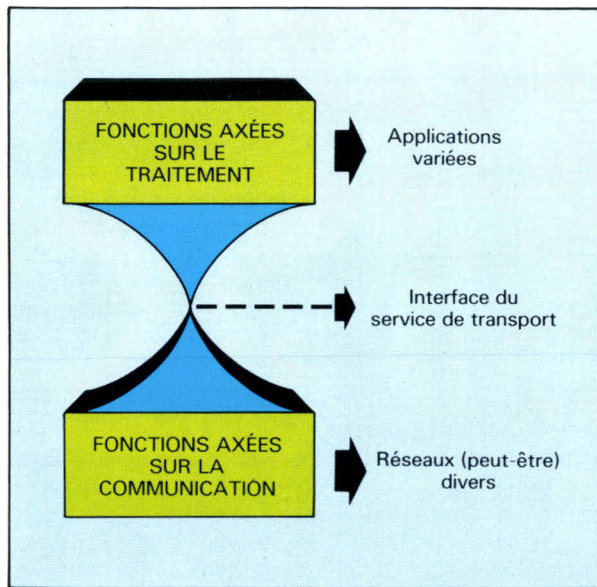 FONCTIONS AXÉES
SUR LE
TRAITEMENT
Applications
variées
Interface du
service de transport
FONCTIONS AXÉES
SUR LA
COMMUNICATION
Réseaux (peut-être)
divers